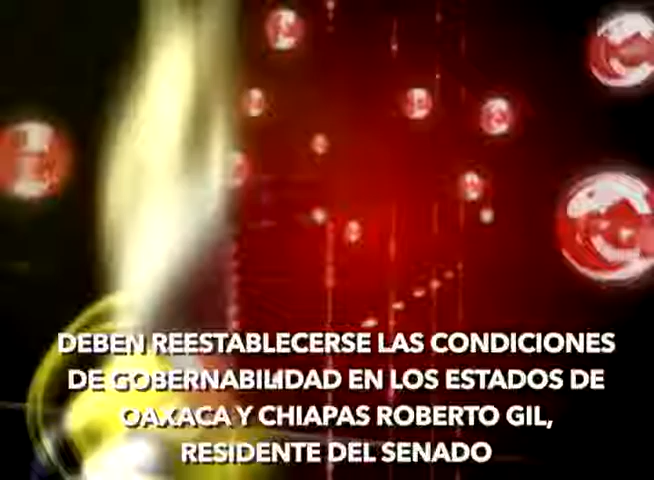 DEBEN REESTABLECERSE LAS CONDICIONES
DE GOBERNABILIDAD EN LOS ESTADOS DE
OAXACA Y CHIAPAS ROBERTO GIL,
RESIDENTE DEL SENADO